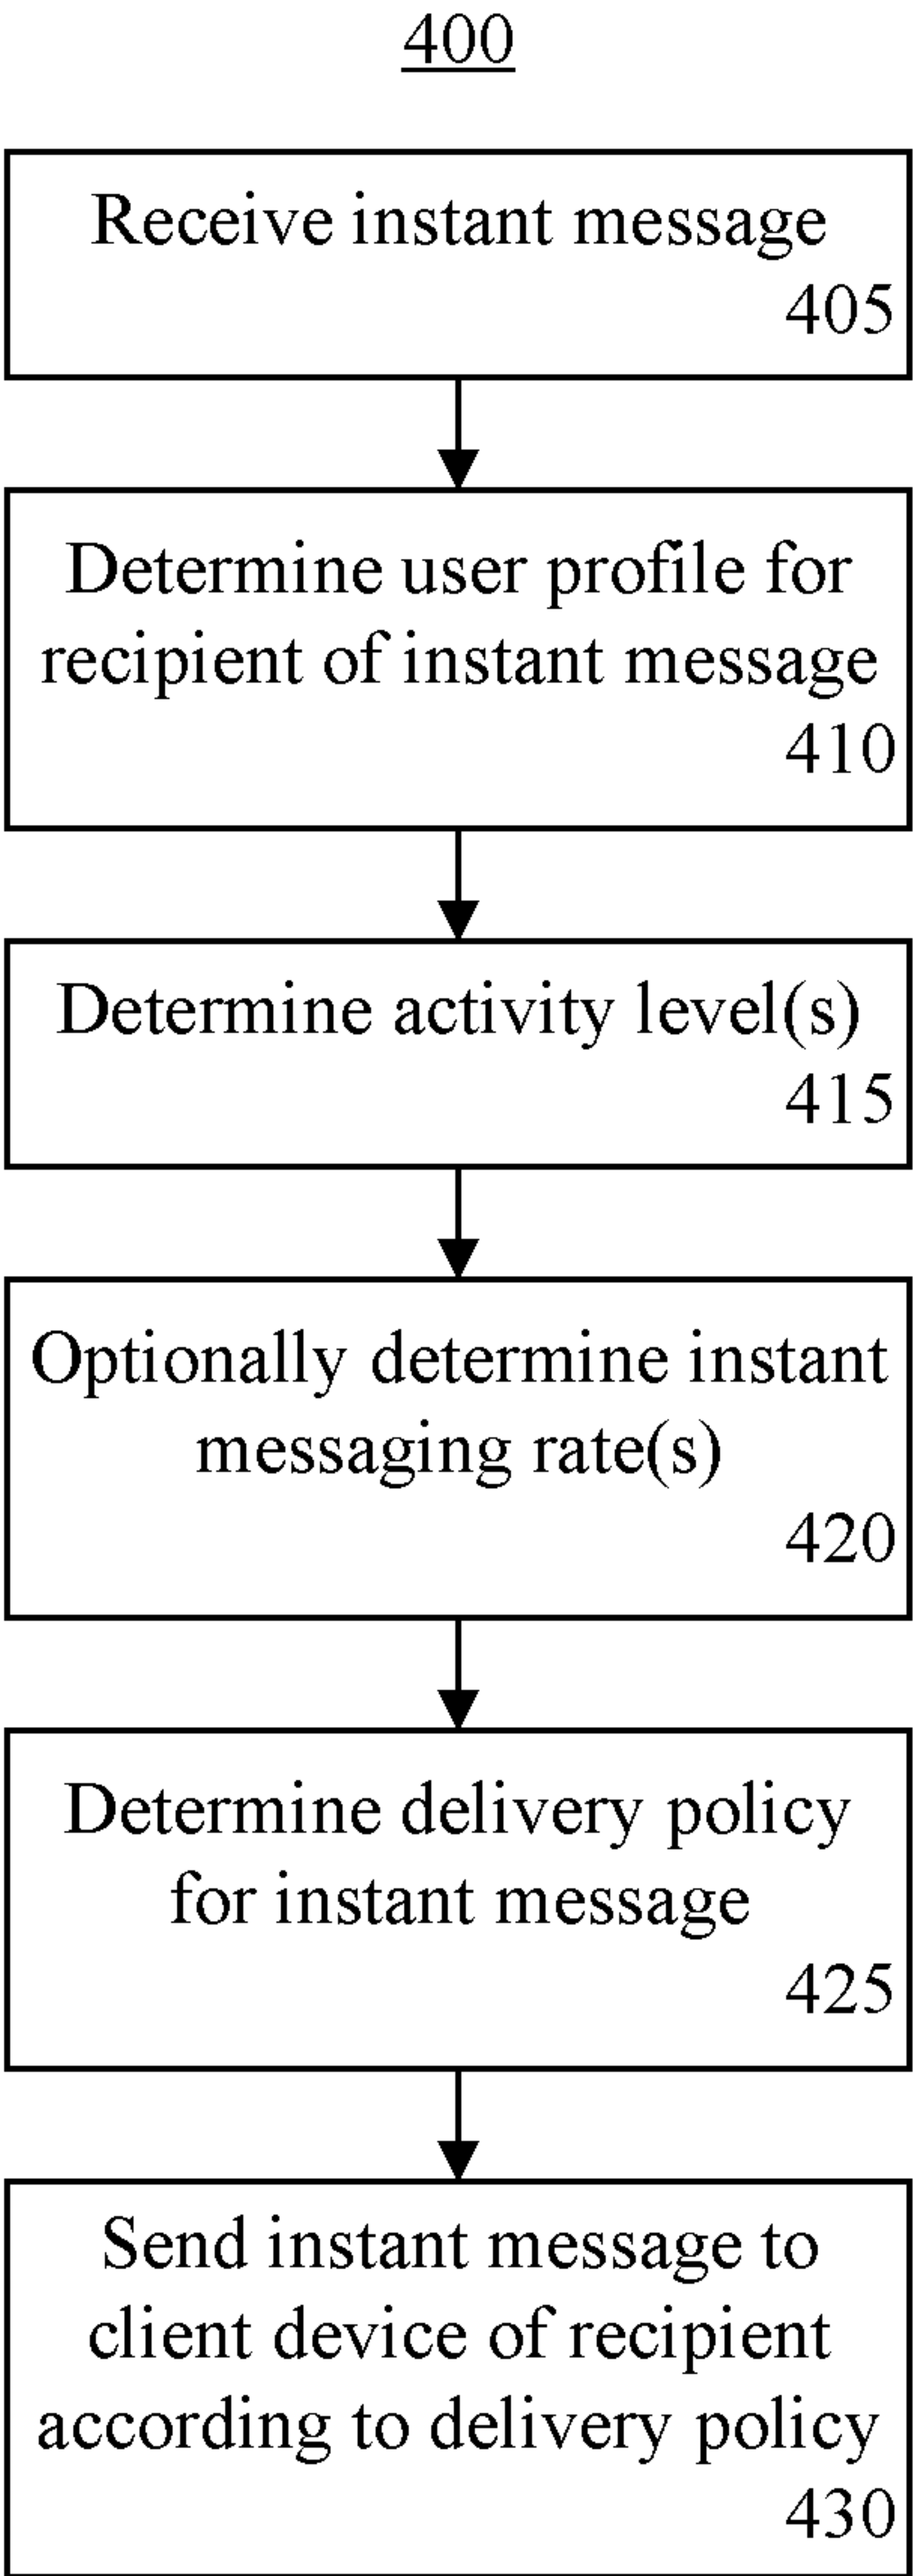 400
Receive instant message
405
Determine user profile for
recipient of instant message
410
Determine activity level(s)
415
Optionally determine instant
messaging rate(s)
420
Determine delivery policy
for instant message
425
Send instant message to
client device of recipient
according to delivery policy
430